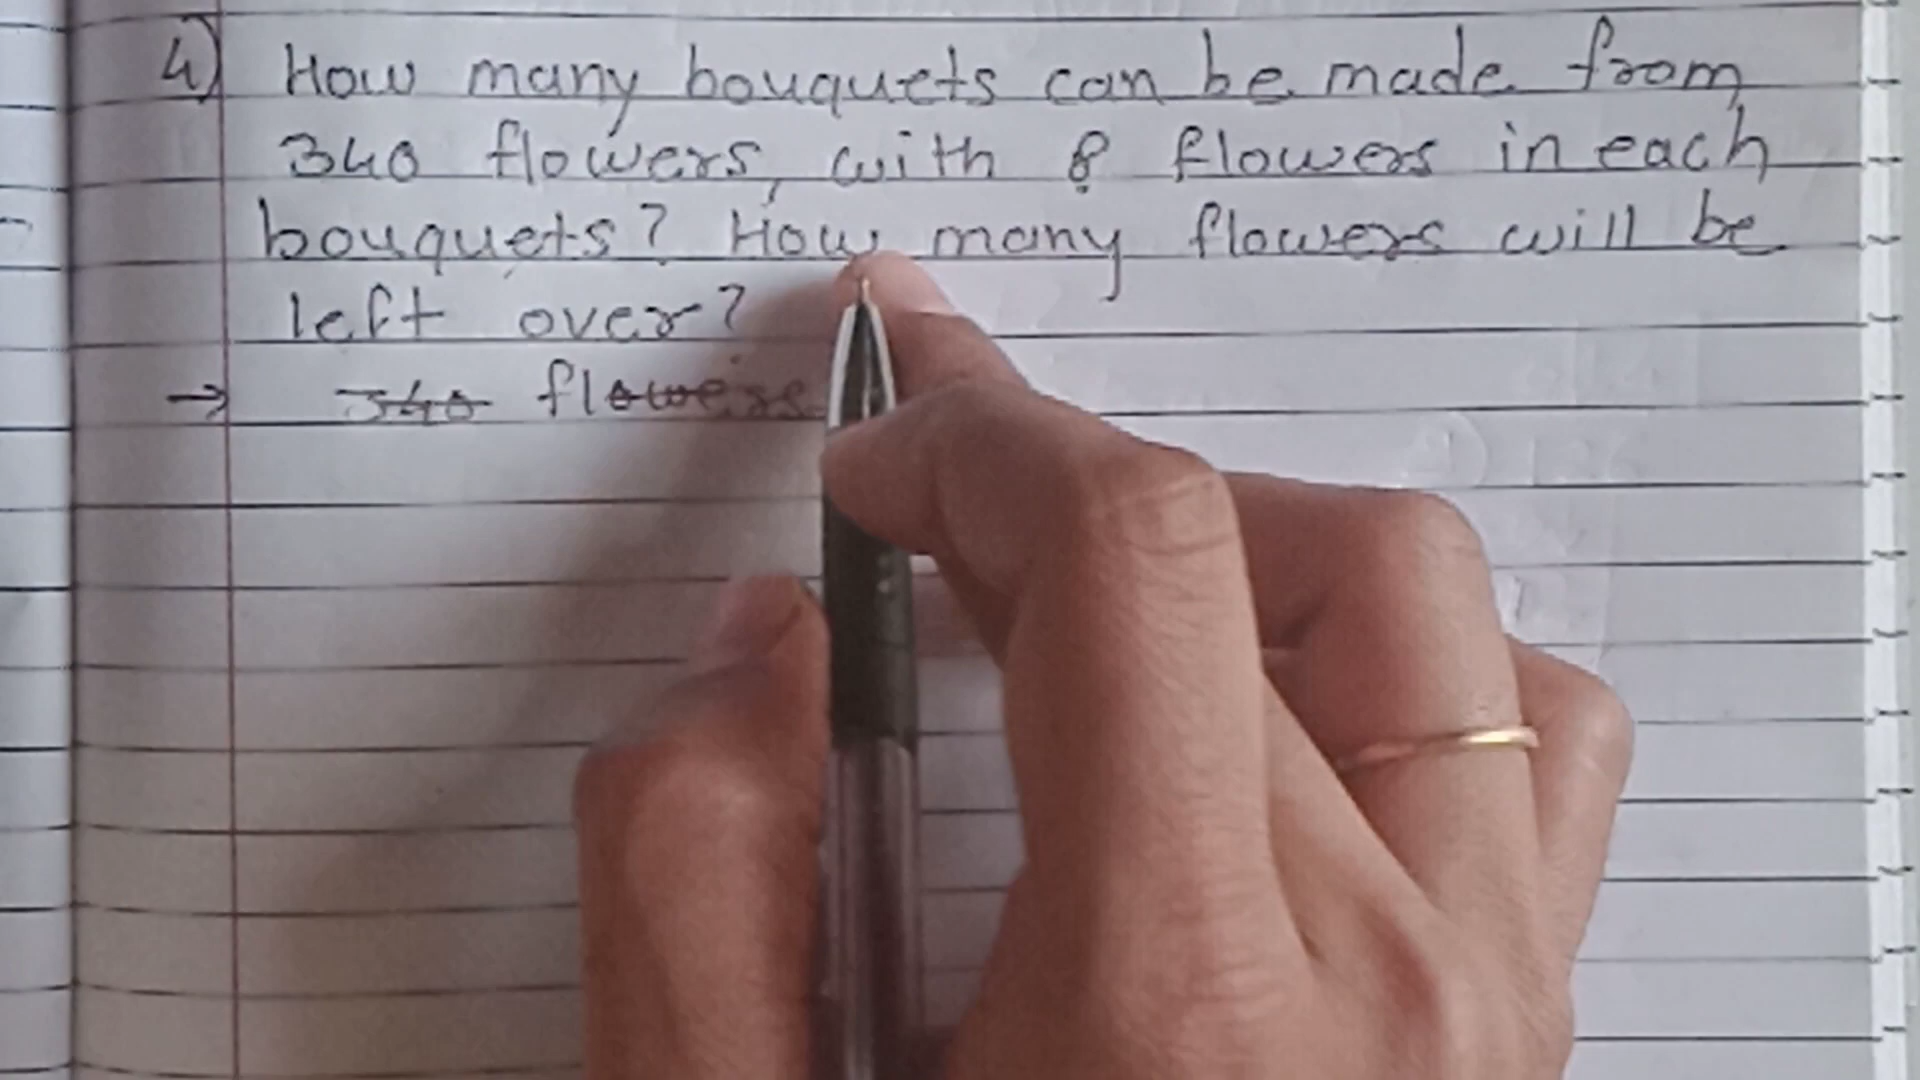 4) How many bouquets can be made from
340 flowers, with 8 flowers in each
bouquets? How many flowers will be
left over?
→ 340 flowers